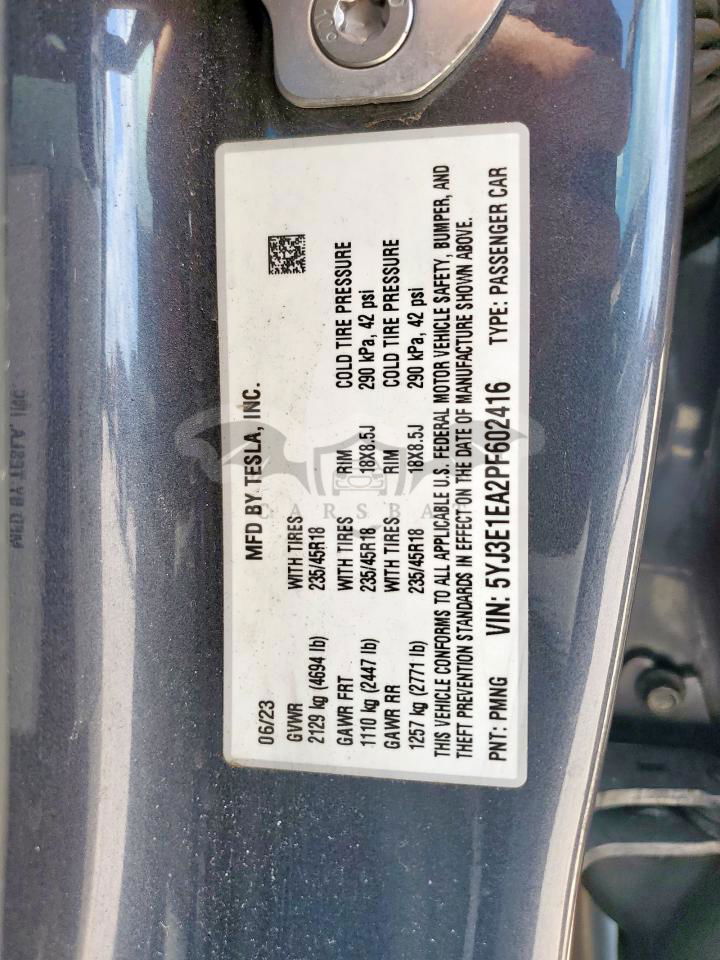 MFD BY TESLA, INC.
06/23
GVWR WITH TIRES
2129 kg (4694 lb) 235/45R18
GAWR FRT WITH TIRES RIM COLD TIRE PRESSURE
1110 kg (2447 lb) 235/45R18 18X8.5J 290 kPa, 42 psi
GAWR RR WITH TIRES RIM COLD TIRE PRESSURE
1257 kg (2771 lb) 235/45R18 18X8.5J 290 kPa, 42 psi
THIS VEHICLE CONFORMS TO ALL APPLICABLE U.S. FEDERAL MOTOR VEHICLE SAFETY, BUMPER, AND
THEFT PREVENTION STANDARDS IN EFFECT ON THE DATE OF MANUFACTURE SHOWN ABOVE.
PNT: PMNG VIN: 5YJ3E1EA2PF602416 TYPE: PASSENGER CAR
CARSBAT